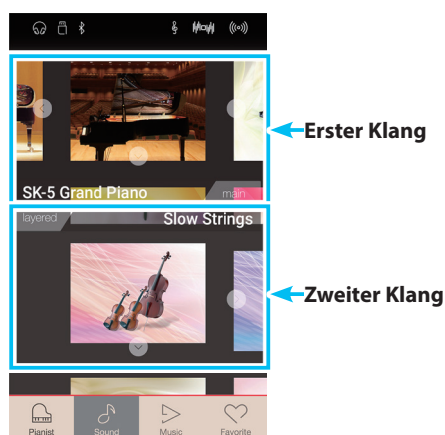 Erster Klang
SK-5 Grand Piano
main
layered
Slow Strings
Zweiter Klang
Pianist
Sound
Music
Favorite